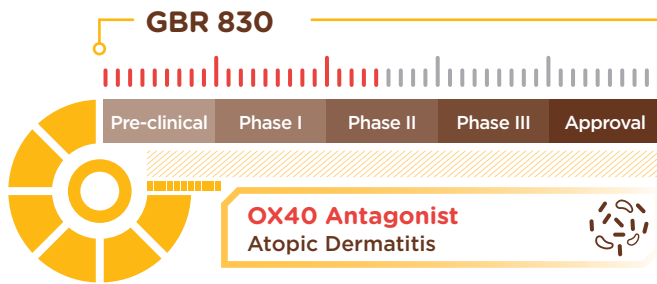 GBR 830
Pre-clinical Phase I Phase II Phase III Approval
OX40 Antagonist
Atopic Dermatitis